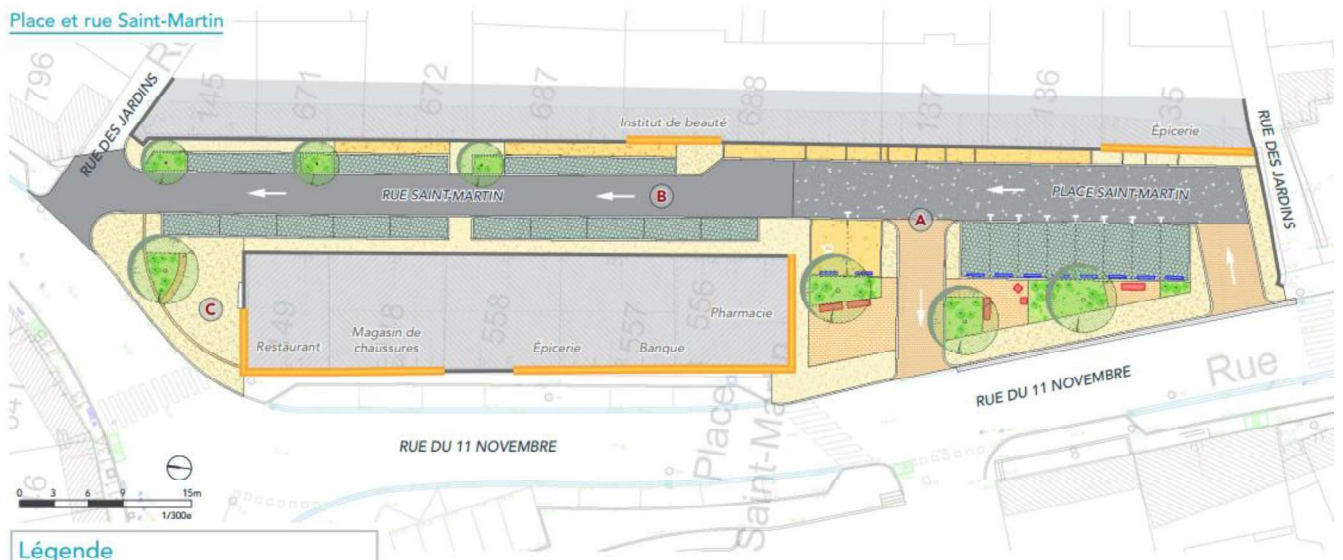 Place et rue Saint-Martin
RUE DES JARDINS
796
145
671
672
687
Institut de beauté
688
137
136
35
Épicerie
RUE DES JARDINS
RUE SAINT-MARTIN
B
PLACE SAINT-MARTIN
A
C
49
Restaurant
Magasin de
chaussures
8
558
Épicerie
557
Banque
556
Pharmacie
RUE DU 11 NOVEMBRE
Rue
RUE DU 11 NOVEMBRE
Place
Saint-Ma
0 3 6 9 15m
1/300e
Légende